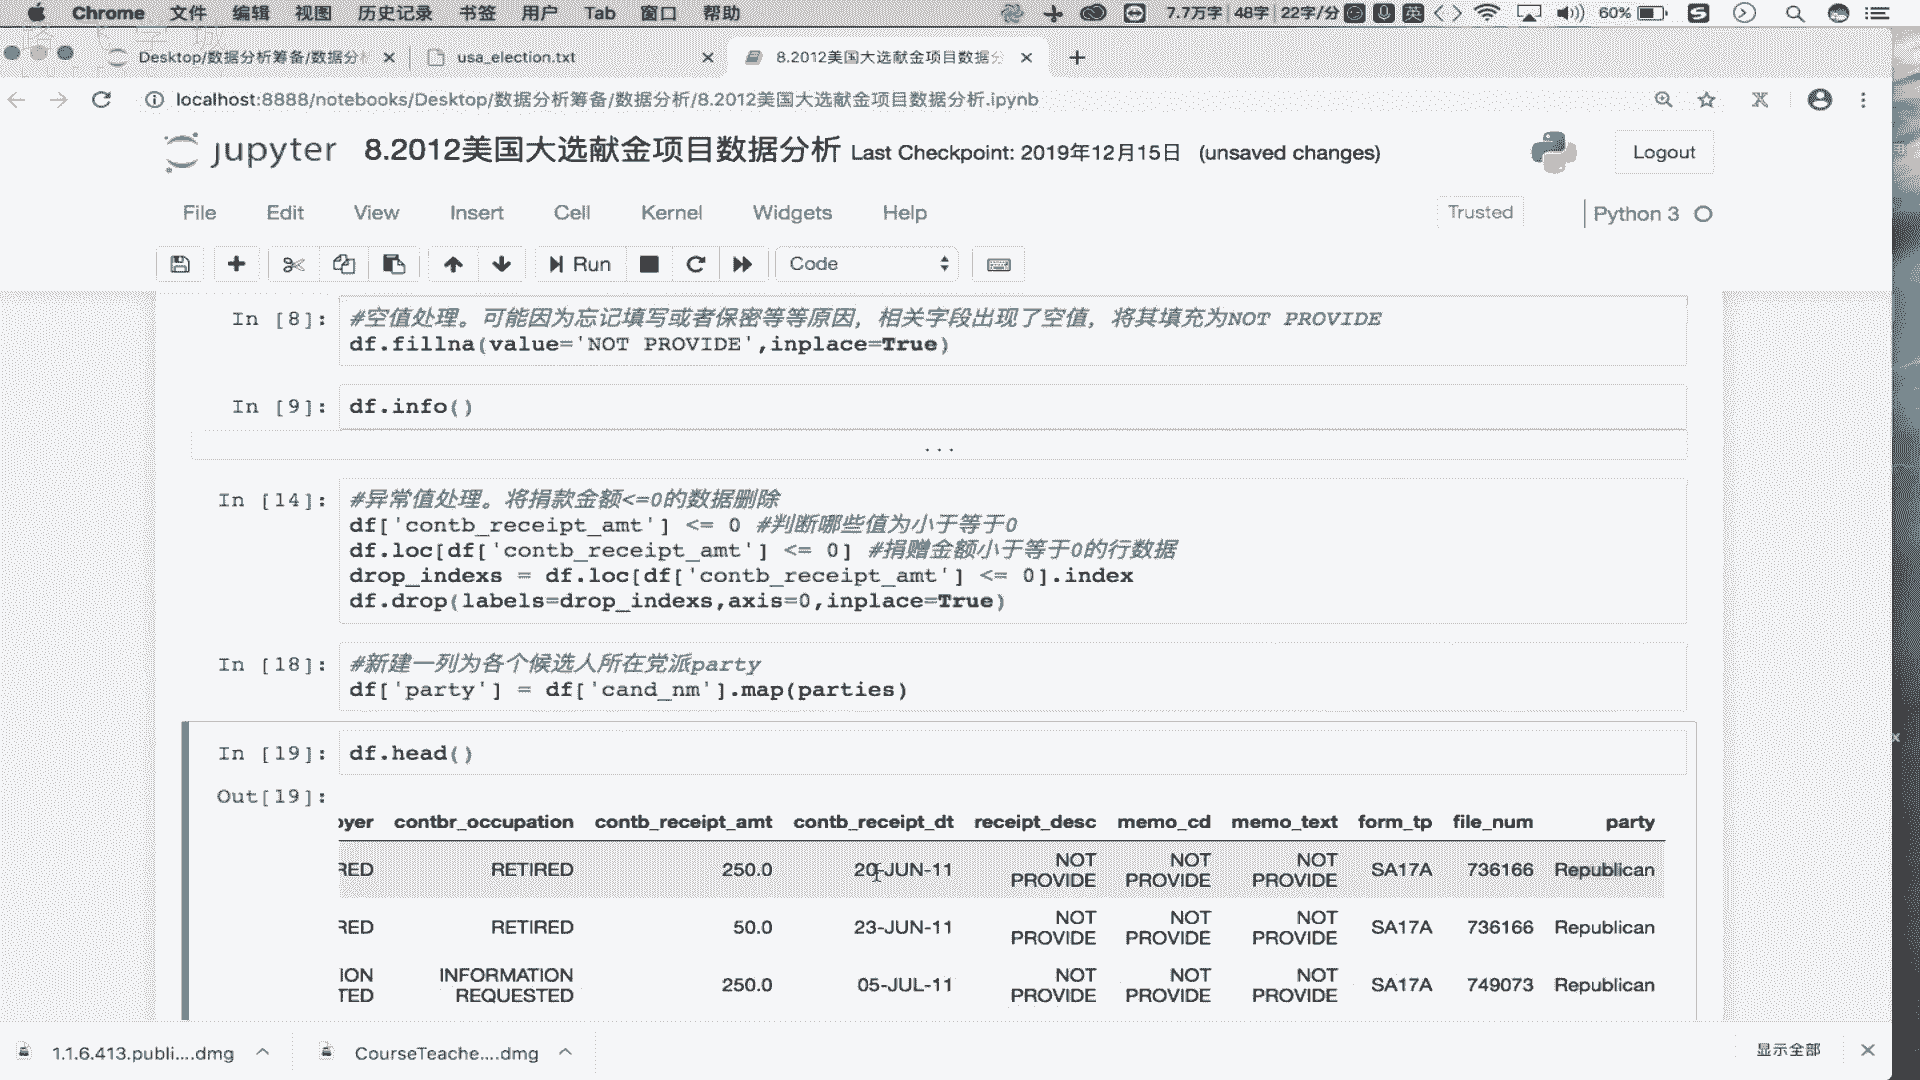 Chrome 文件 编辑 视图 历史记录 书签 用户 Tab 窗口 帮助 7.7万字 48字 22字/分 英 60%
Desktop/数据分析筹备/数据分析 usa_election.txt 8.2012美国大选献金项目数据分
localhost:8888/notebooks/Desktop/数据分析筹备/数据分析/8.2012美国大选献金项目数据分析.ipynb
jupyter 8.2012美国大选献金项目数据分析 Last Checkpoint: 2019年12月15日 (unsaved changes) Logout
File Edit View Insert Cell Kernel Widgets Help Trusted Python 3
Run Code
In [8]: #空值处理。可能因为忘记填写或者保密等等原因，相关字段出现了空值，将其填充为NOT PROVIDE
df.fillna(value='NOT PROVIDE',inplace=True)
In [9]: df.info()
...
In [14]: #异常值处理。将捐款金额<=0的数据删除
df['contb_receipt_amt'] <= 0 #判断哪些值为小于等于0
df.loc[df['contb_receipt_amt'] <= 0] #捐赠金额小于等于0的行数据
drop_indexs = df.loc[df['contb_receipt_amt'] <= 0].index
df.drop(labels=drop_indexs,axis=0,inplace=True)
In [18]: #新建一列为各个候选人所在党派party
df['party'] = df['cand_nm'].map(parties)
In [19]: df.head()
Out[19]:
oyer contbr_occupation contb_receipt_amt contb_receipt_dt receipt_desc memo_cd memo_text form_tp file_num party
RED RETIRED 250.0 20-JUN-11 NOT PROVIDE NOT PROVIDE NOT PROVIDE SA17A 736166 Republican
RED RETIRED 50.0 23-JUN-11 NOT PROVIDE NOT PROVIDE NOT PROVIDE SA17A 736166 Republican
ION TED INFORMATION REQUESTED 250.0 05-JUL-11 NOT PROVIDE NOT PROVIDE NOT PROVIDE SA17A 749073 Republican
1.1.6.413.publi....dmg CourseTeache....dmg 显示全部